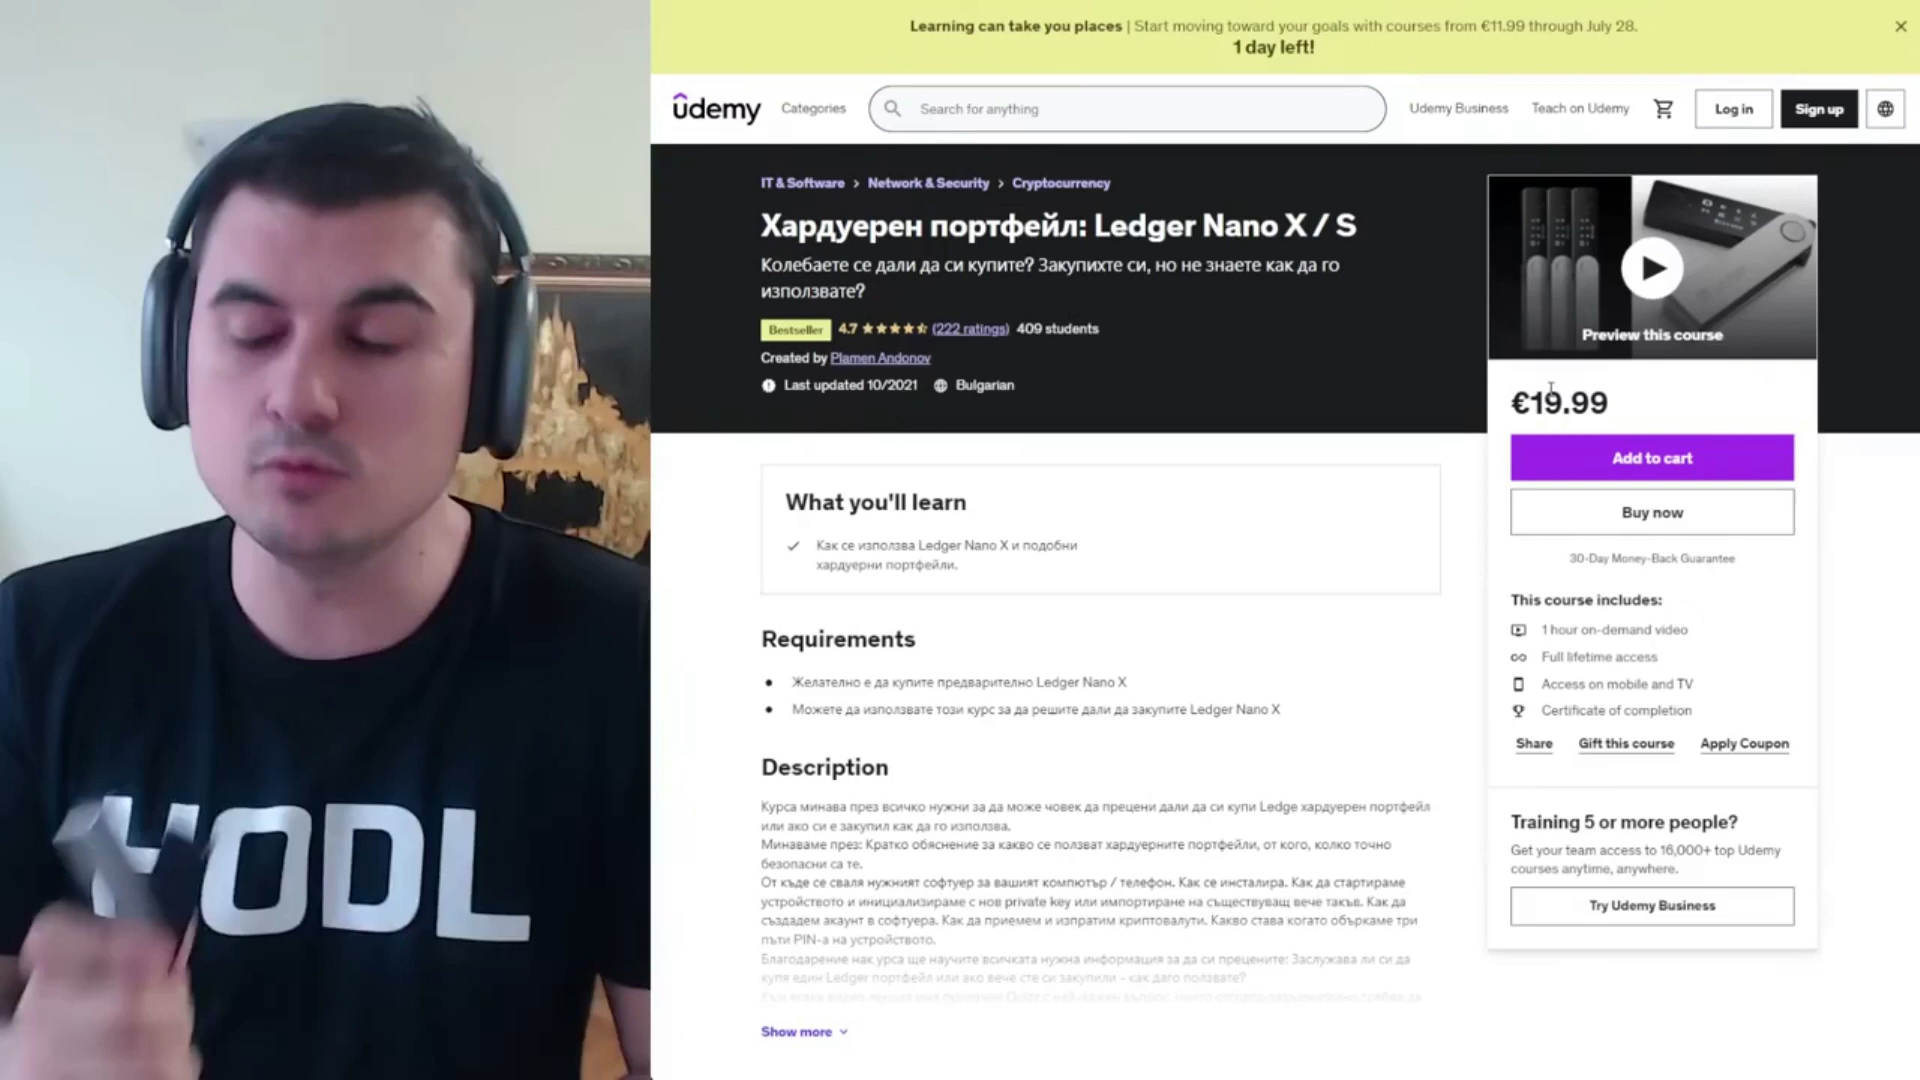 Learning can take you places | Start moving toward your goals with courses from €11.99 through July 28.
1 day left!
ûdemy
Categories
Search for anything
Udemy Business
Teach on Udemy
Log in
Sign up
IT & Software > Network & Security > Cryptocurrency
Хардуерен портфейл: Ledger Nano X / S
Колебаете се дали да си купите? Закупихте си, но не знаете как да го
използвате?
Bestseller 4.7 (222 ratings) 409 students
Created by Plamen Andonov
Last updated 10/2021 Bulgarian
Preview this course
€19.99
Add to cart
Buy now
30-Day Money-Back Guarantee
This course includes:
1 hour on-demand video
Full lifetime access
Access on mobile and TV
Certificate of completion
Share
Gift this course
Apply Coupon
Training 5 or more people?
Get your team access to 16,000+ top Udemy
courses anytime, anywhere.
Try Udemy Business
What you'll learn
Как се използва Ledger Nano X и подобни
хардуерни портфейли.
Requirements
Желателно е да купите предварително Ledger Nano X
Можете да използвате този курс за да решите дали да закупите Ledger Nano X
Description
Курса минава през всичко нужни за да може човек да прецени дали да си купи Ledge хардуерен портфейл
или ако си е закупил как да го използва.
Минаваме през: Кратко обяснение за какво се ползват хардуерните портфейли, от кого, колко точно
безопасни са те.
От къде се сваля нужният софтуер за вашият компютър / телефон. Как се инсталира. Как да стартираме
устройството и инициализираме с нов private key или импортиране на съществуващ вече такъв. Как да
създадем акаунт в софтуера. Как да приемем и изпратим криптовалути. Какво става когато объркаме три
пъти PIN-а на устройството.
Благодарение нак урса ще научите всичката нужна информация за да си прецените: Заслужава ли си да
купя един Ledger портфейл или ако вече сте си закупили - как даго ползвате?
Show more
HODL